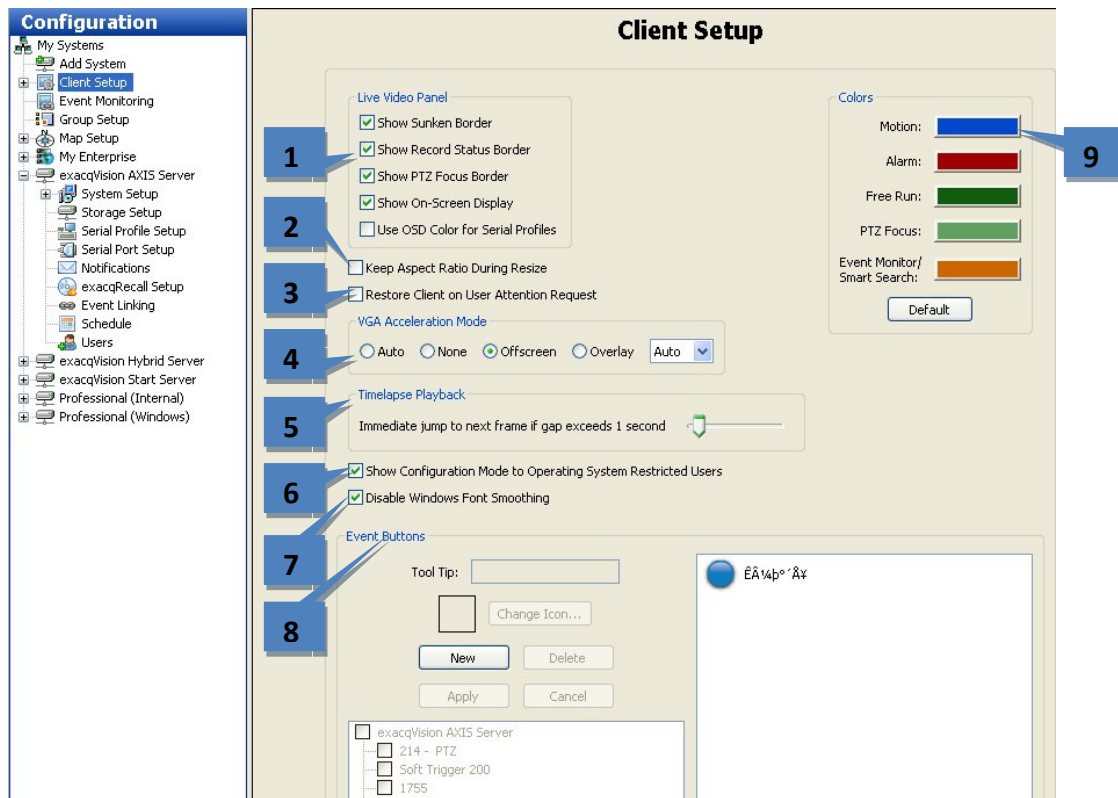 Configuration
My Systems
Add System
Client Setup
Event Monitoring
Group Setup
Map Setup
My Enterprise
exacqVision AXIS Server
System Setup
Storage Setup
Serial Profile Setup
Serial Port Setup
Notifications
exacqRecall Setup
Event Linking
Schedule
Users
exacqVision Hybrid Server
exacqVision Start Server
Professional (Internal)
Professional (Windows)
Client Setup
Live Video Panel
Show Sunken Border
1
Show Record Status Border
Show PTZ Focus Border
Show On-Screen Display
2
Use OSD Color for Serial Profiles
Keep Aspect Ratio During Resize
3
Restore Client on User Attention Request
VGA Acceleration Mode
4
Auto None Offscreen Overlay Auto
Timelapse Playback
5
Immediate jump to next frame if gap exceeds 1 second
6
Show Configuration Mode to Operating System Restricted Users
Disable Windows Font Smoothing
7
Colors
Motion:
9
Alarm:
Free Run:
PTZ Focus:
Event Monitor/
Smart Search:
Default
8
Event Buttons
Tool Tip:
Change Icon...
New Delete
Apply Cancel
exacqVision AXIS Server
214 - PTZ
Soft Trigger 200
1755
ÊÂ¼þ°´Å¥